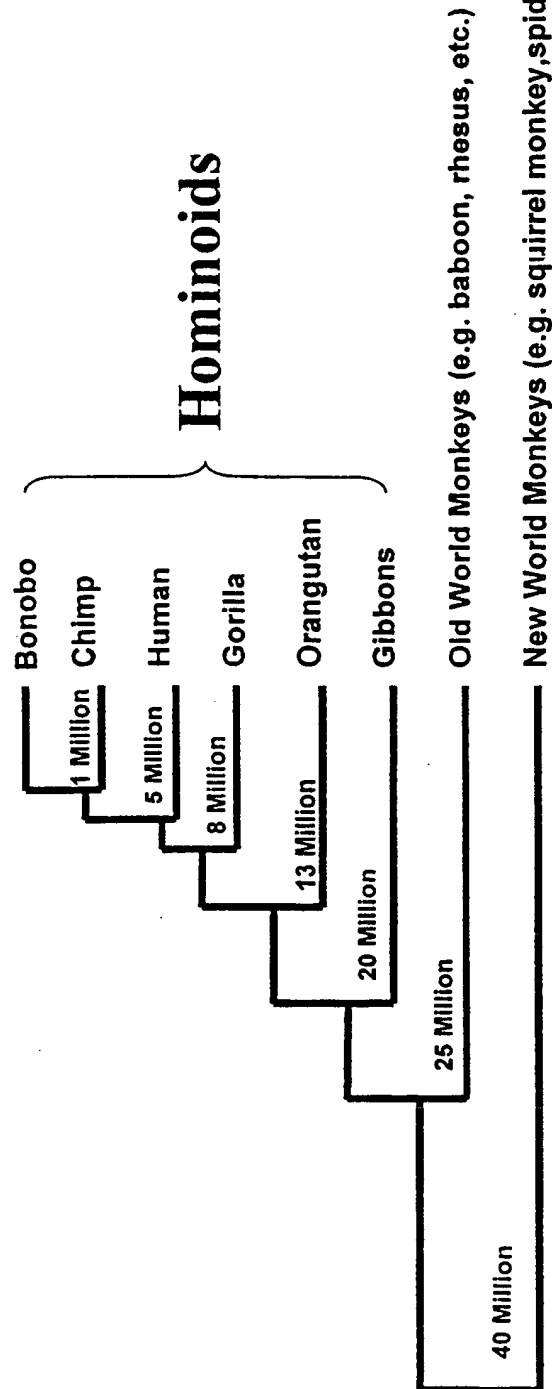 Bonobo
Chimp
Human
Gorilla
Orangutan
Gibbons
Old World Monkeys (e.g. baboon, rhesus, etc.)
New World Monkeys (e.g. squirrel monkey,
Hominoids
1 Million
5 Million
8 Million
13 Million
20 Million
25 Million
40 Million